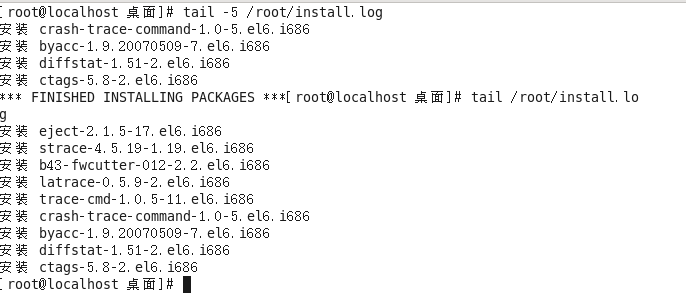 [root@localhost 桌面]# tail -5 /root/install.log
安装 crash-trace-command-1.0-5.el6.i686
安装 byacc-1.9.20070509-7.el6.i686
安装 diffstat-1.51-2.el6.i686
安装 ctags-5.8-2.el6.i686
*** FINISHED INSTALLING PACKAGES ***[root@localhost 桌面]# tail /root/install.lo
g
安装 eject-2.1.5-17.el6.i686
安装 strace-4.5.19-1.19.el6.i686
安装 b43-fwcutter-012-2.2.el6.i686
安装 latrace-0.5.9-2.el6.i686
安装 trace-cmd-1.0.5-11.el6.i686
安装 crash-trace-command-1.0-5.el6.i686
安装 byacc-1.9.20070509-7.el6.i686
安装 diffstat-1.51-2.el6.i686
安装 ctags-5.8-2.el6.i686
[root@localhost 桌面]#